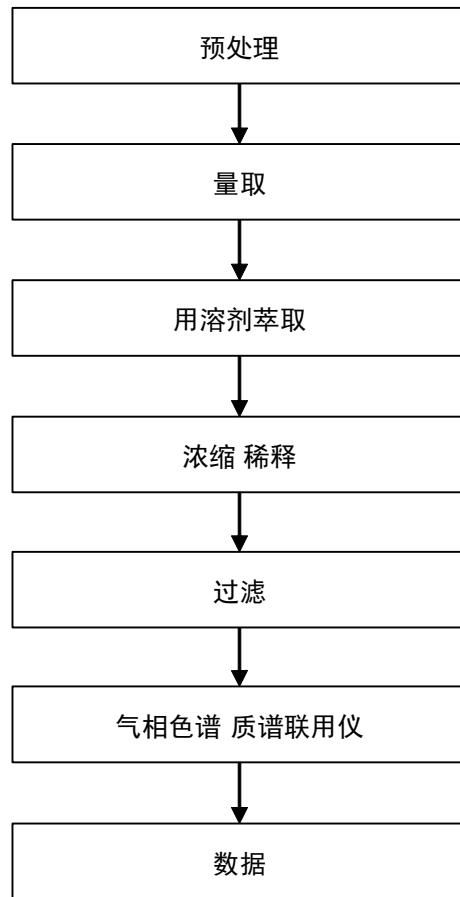 预处理
量取
用溶剂萃取
浓缩 稀释
过滤
气相色谱 质谱联用仪
数据